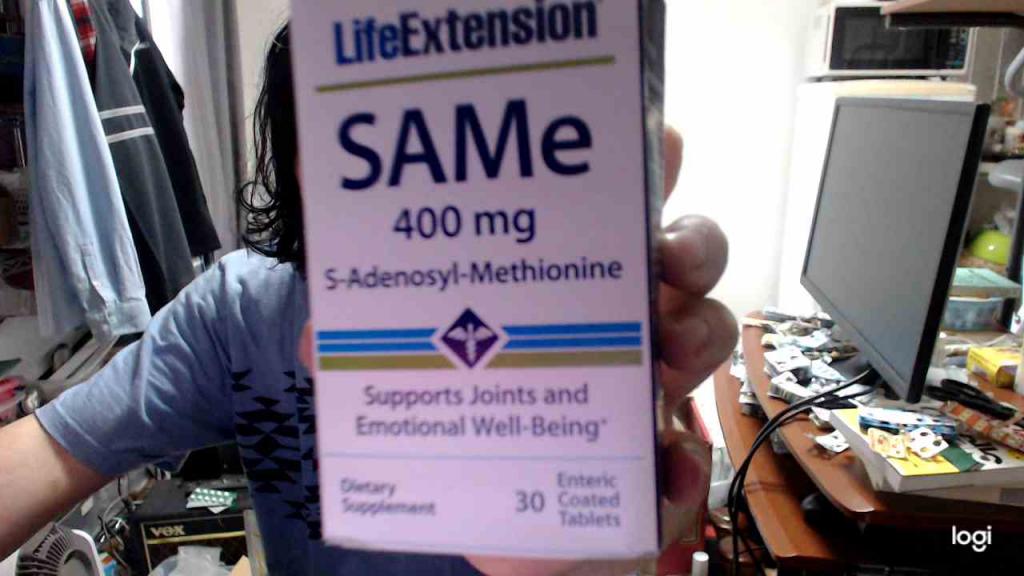 LifeExtension
SAMe
400 mg
S-Adenosyl-Methionine
Supports Joints and
Emotional Well-Being*
Dietary
Supplement
30
Enteric
Coated
Tablets
VOX
logi